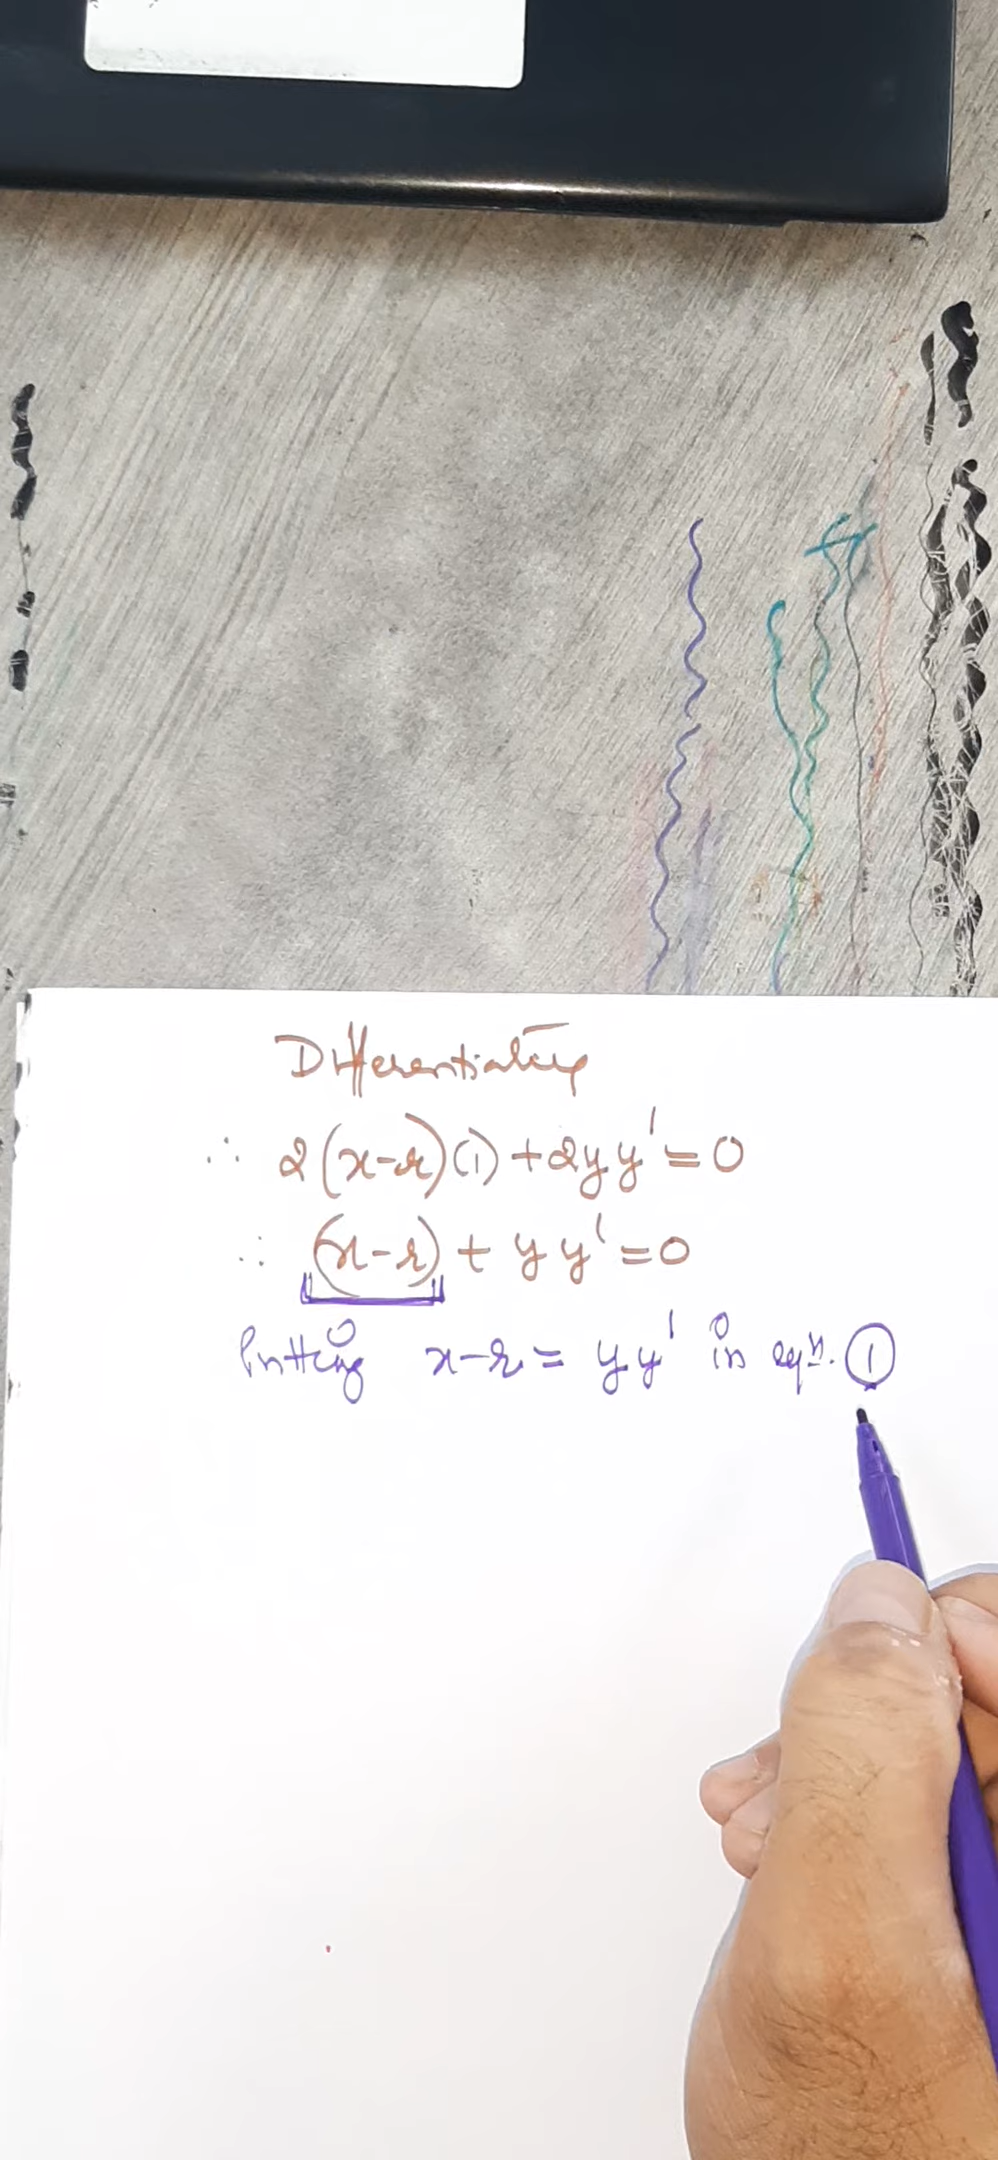 Differentiating
∴ 2(x-r)(1) + 2yy' = 0
∴ (x-r) + yy' = 0
Putting x-r = yy' in eqn. ①